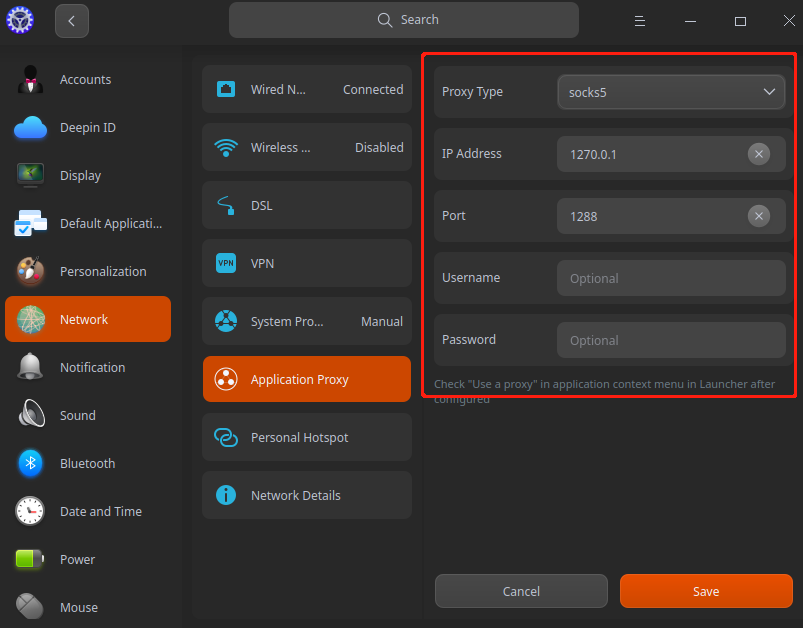 Search
Accounts
Deepin ID
Display
Default Applicati...
Personalization
Network
Notification
Sound
Bluetooth
Date and Time
Power
Mouse
Wired N... Connected
Wireless ... Disabled
DSL
VPN VPN
System Pro... Manual
Application Proxy
Personal Hotspot
Network Details
Proxy Type socks5
IP Address 1270.0.1
Port 1288
Username Optional
Password Optional
Check "Use a proxy" in application context menu in Launcher after
configured
Cancel Save